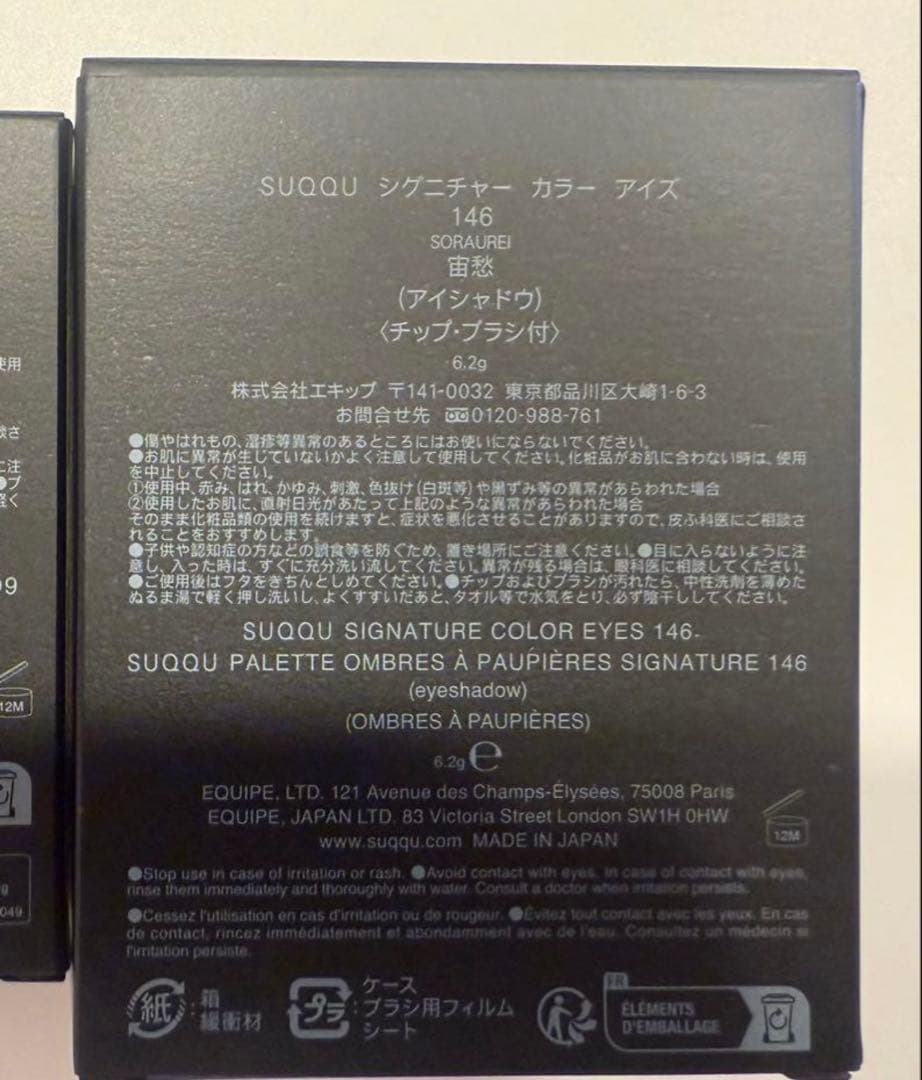 SUQQU シグニチャー カラー アイズ
146
SORAUREI
宙愁
(アイシャドウ)
〈チップ・ブラシ付〉
6.2g
株式会社エキップ 〒141-0032 東京都品川区大崎1-6-3
お問合せ先 0120-988-761
●傷やはれもの、湿疹等異常のあるところにはお使いにならないでください。
●お肌に異常が生じていないかよく注意して使用してください。化粧品がお肌に合わない時は、使用
を中止してください。
①使用中、赤み、はれ、かゆみ、刺激、色抜け(白斑等)や黒ずみ等の異常があらわれた場合
②使用したお肌に、直射日光があたって上記のような異常があらわれた場合
そのまま化粧品類の使用を続けますと、症状を悪化させることがありますので、皮ふ科医にご相談さ
れることをおすすめします。
●子供や認知症の方などの誤食等を防ぐため、置き場所にご注意ください。●目に入らないように注
意し、入った時は、すぐに充分洗い流してください。異常が残る場合は、眼科医に相談してください。
●ご使用後はフタをきちんとしめてください。●チップおよびブラシが汚れたら、中性洗剤を薄めた
ぬるま湯で軽く押し洗いし、よくすすいだあと、タオル等で水気をとり、必ず陰干ししてください。
SUQQU SIGNATURE COLOR EYES 146
SUQQU PALETTE OMBRES À PAUPIÈRES SIGNATURE 146
(eyeshadow)
(OMBRES À PAUPIÈRES)
6.2g ℮
EQUIPE, LTD. 121 Avenue des Champs-Élysées, 75008 Paris
EQUIPE, JAPAN LTD. 83 Victoria Street London SW1H 0HW
www.suqqu.com MADE IN JAPAN
12M
●Stop use in case of irritation or rash. ●Avoid contact with eyes. In case of contact with eyes,
rinse them immediately and thoroughly with water. Consult a doctor when irritation persists.
●Cessez l'utilisation en cas d'irritation ou de rougeur. ●Évitez tout contact avec les yeux. En cas
de contact, rincez immédiatement et abondamment avec de l'eau. Consultez un médecin si
l'irritation persiste.
紙 : 箱
緩衝材
プラ : ケース
ブラシ用フィルム
シート
FR
ÉLÉMENTS
D'EMBALLAGE
使用
談さ
に注
●プ
軽く
09
12M
049